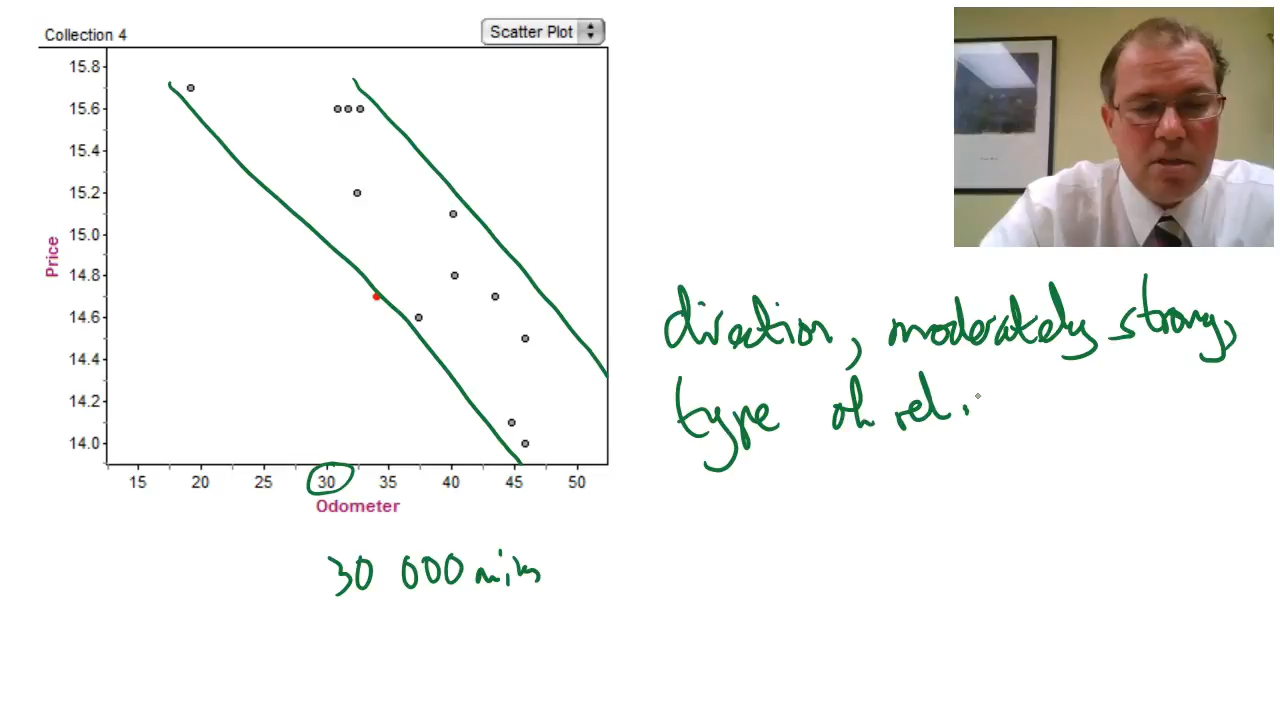 Collection 4
Scatter Plot
15.8
15.6
15.4
15.2
15.0
14.8
14.6
14.4
14.2
14.0
Price
15 20 25 30 35 40 45 50
Odometer
30 000 miles
direction, moderately strong,
type of rel.